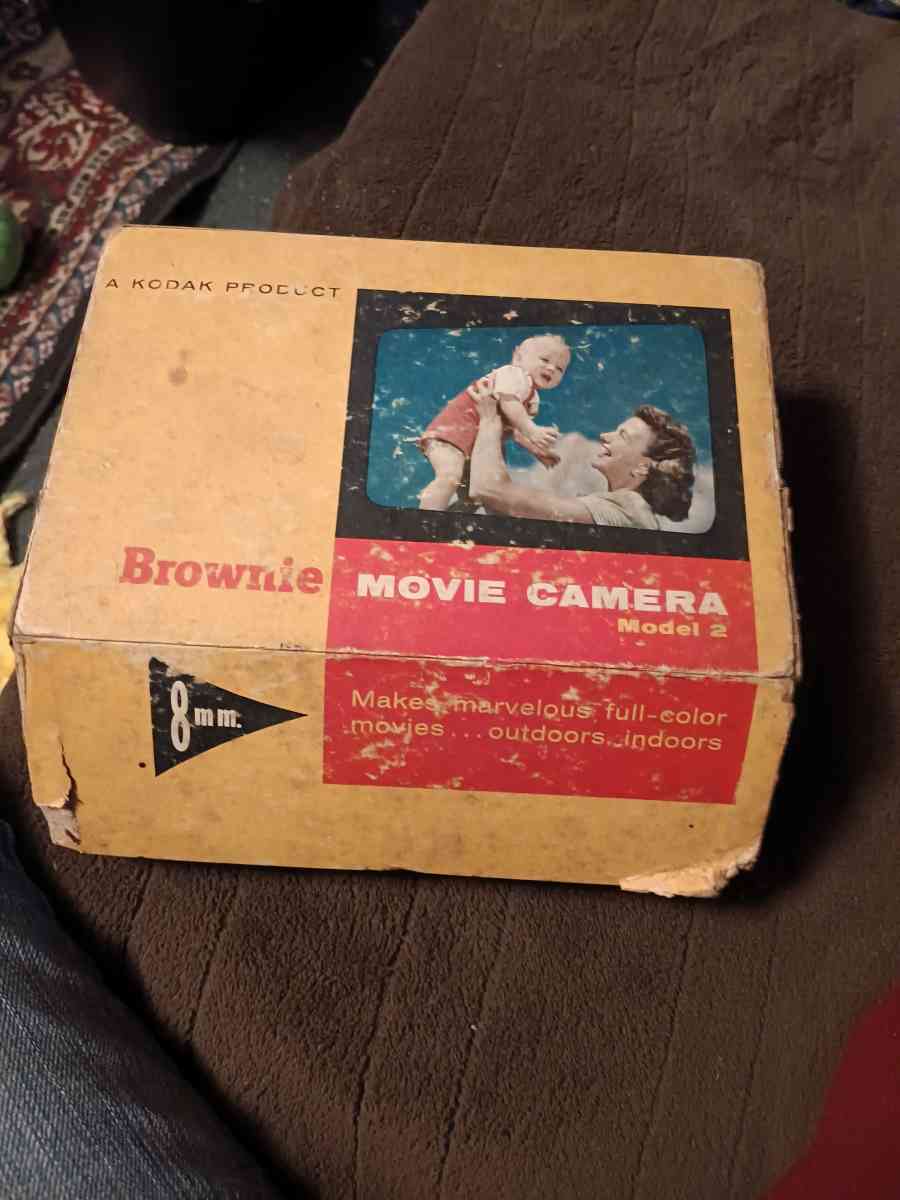 A KODAK PRODUCT
Brownie
MOVIE CAMERA
Model 2
8mm.
Makes marvelous full-color
movies... outdoors..indoors